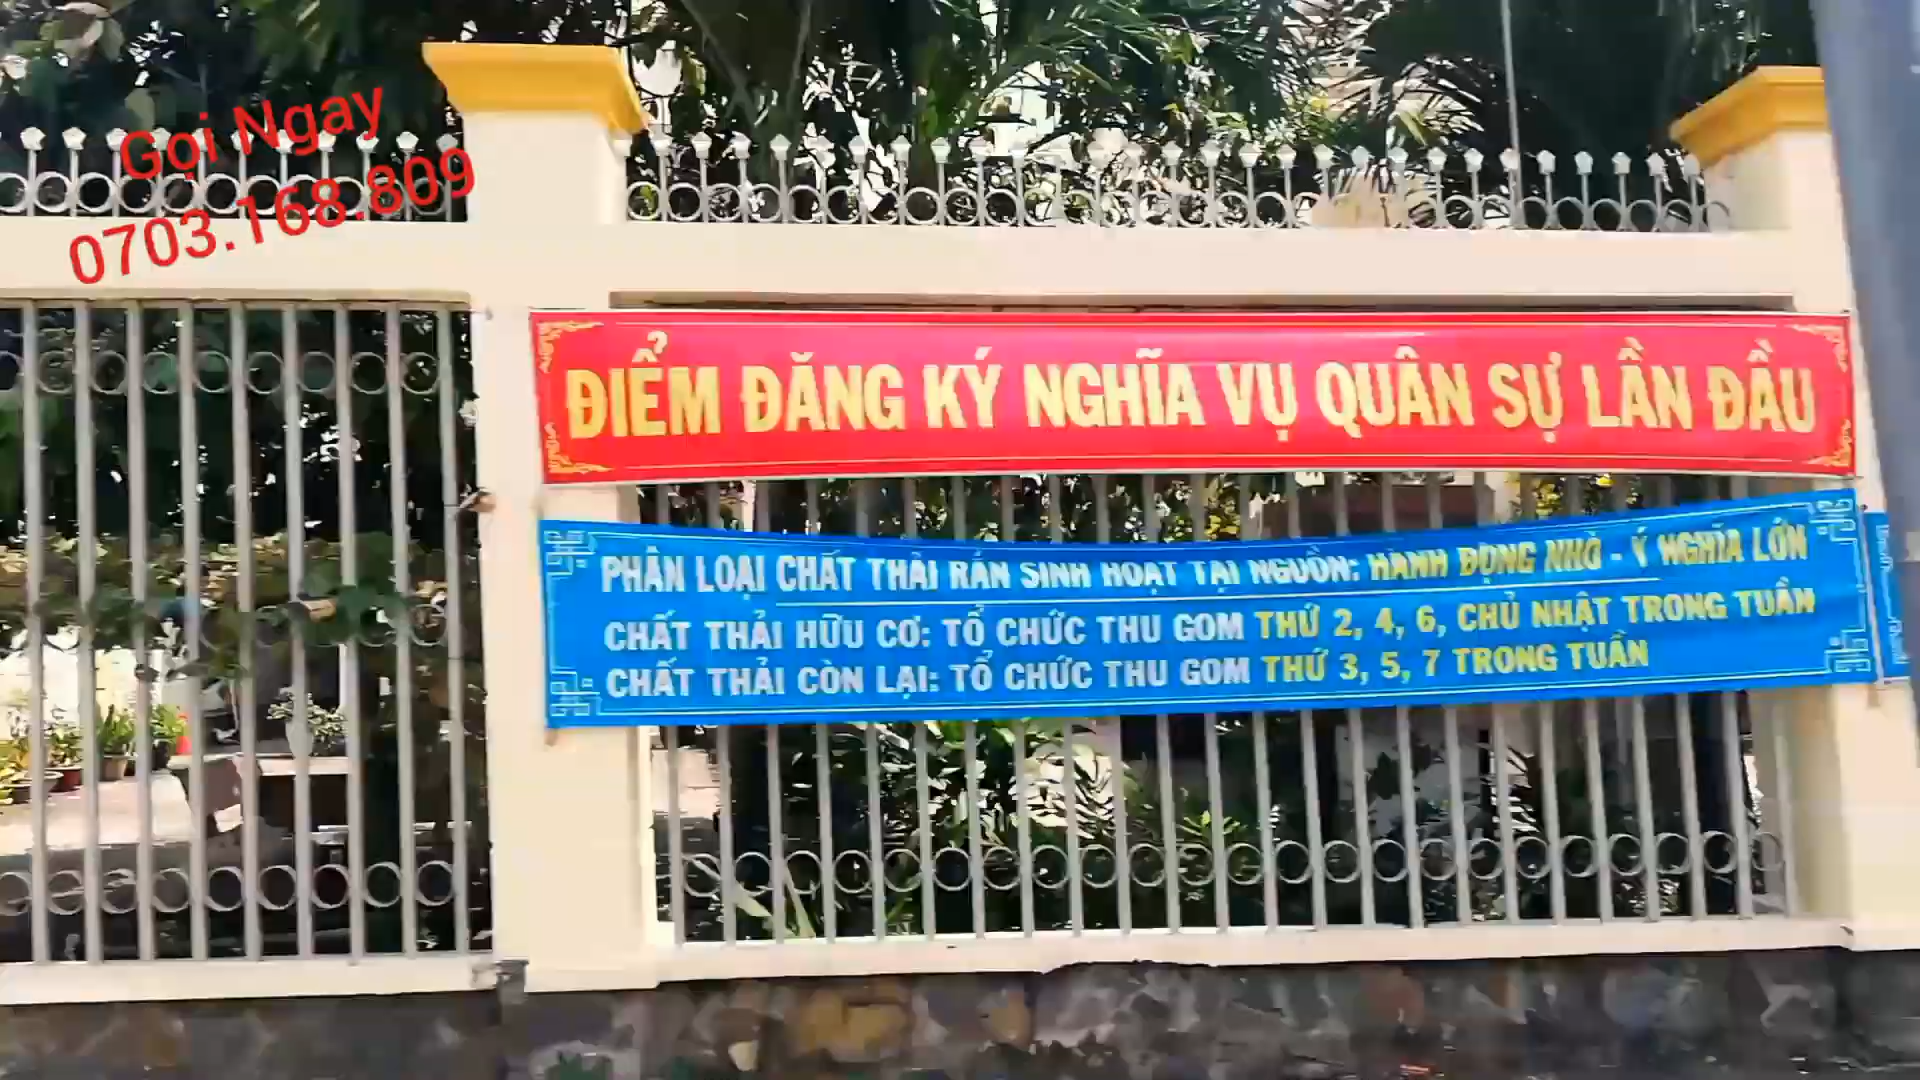 Gọi Ngay
0703.168.809
ĐIỂM ĐĂNG KÝ NGHĨA VỤ QUÂN SỰ LẦN ĐẦU
PHÂN LOẠI CHẤT THẢI RẮN SINH HOẠT TẠI NGUỒN: HÀNH ĐỘNG NHỎ - Ý NGHĨA LỚN
CHẤT THẢI HỮU CƠ: TỔ CHỨC THU GOM THỨ 2, 4, 6, CHỦ NHẬT TRONG TUẦN
CHẤT THẢI CÒN LẠI: TỔ CHỨC THU GOM THỨ 3, 5, 7 TRONG TUẦN